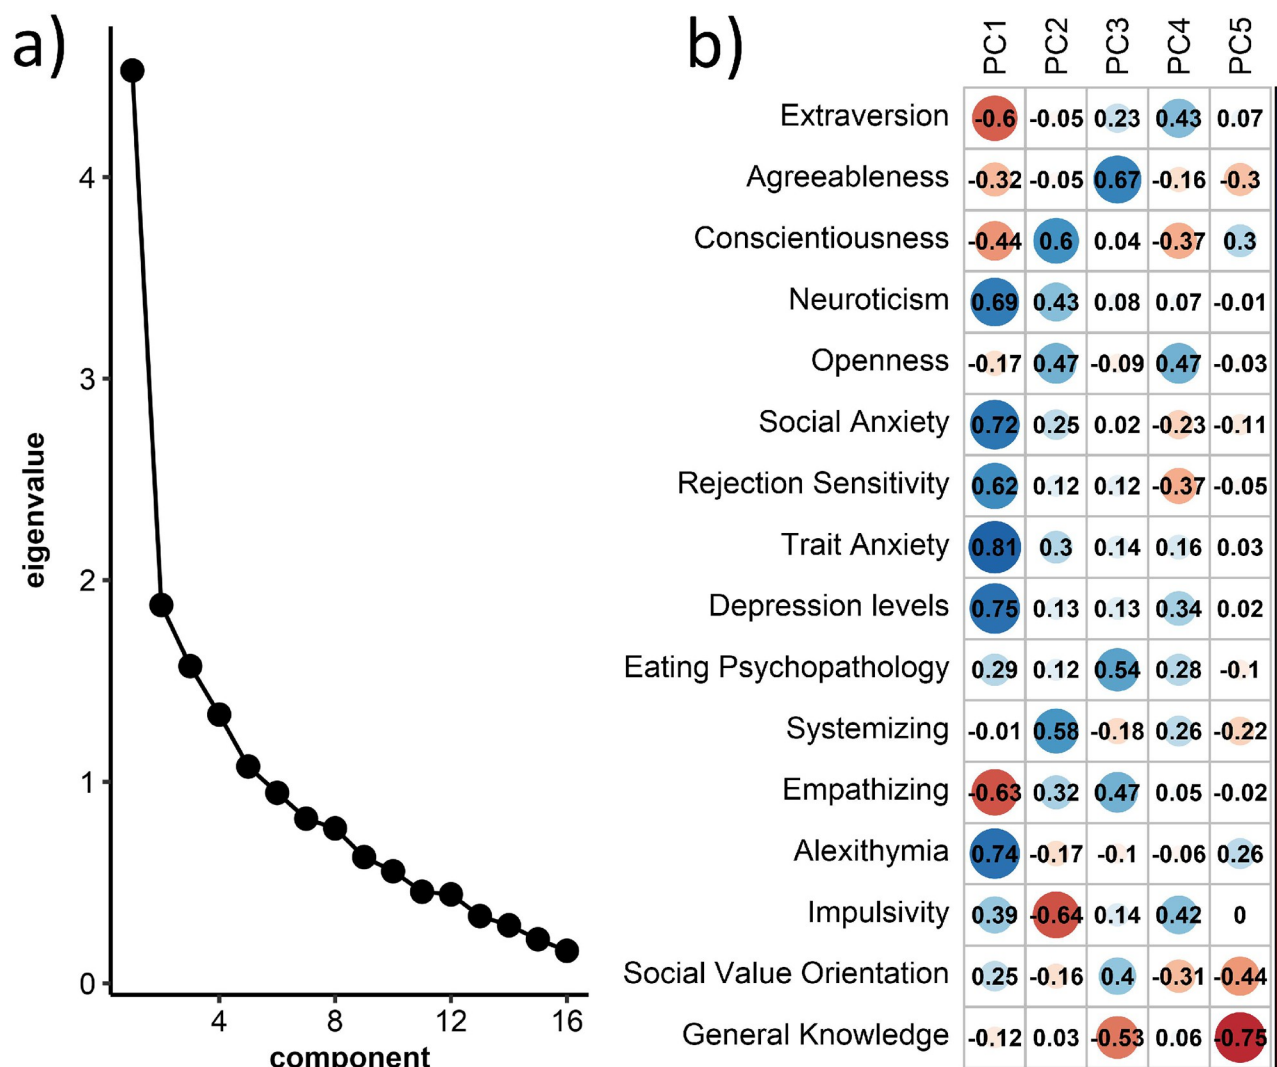 a)
4
3
2
1
0
eigenvalue
4 8 12 16
component
b)
PC1 PC2 PC3 PC4 PC5
Extraversion -0.6 -0.05 0.23 0.43 0.07
Agreeableness -0.32 -0.05 0.67 -0.16 -0.3
Conscientiousness -0.44 0.6 0.04 -0.37 0.3
Neuroticism 0.69 0.43 0.08 0.07 -0.01
Openness -0.17 0.47 -0.09 0.47 -0.03
Social Anxiety 0.72 0.25 0.02 -0.23 -0.11
Rejection Sensitivity 0.62 0.12 0.12 -0.37 -0.05
Trait Anxiety 0.81 0.3 0.14 0.16 0.03
Depression levels 0.75 0.13 0.13 0.34 0.02
Eating Psychopathology 0.29 0.12 0.54 0.28 -0.1
Systemizing -0.01 0.58 -0.18 0.26 -0.22
Empathizing -0.63 0.32 0.47 0.05 -0.02
Alexithymia 0.74 -0.17 -0.1 -0.06 0.26
Impulsivity 0.39 -0.64 0.14 0.42 0
Social Value Orientation 0.25 -0.16 0.4 -0.31 -0.44
General Knowledge -0.12 0.03 -0.53 0.06 -0.75